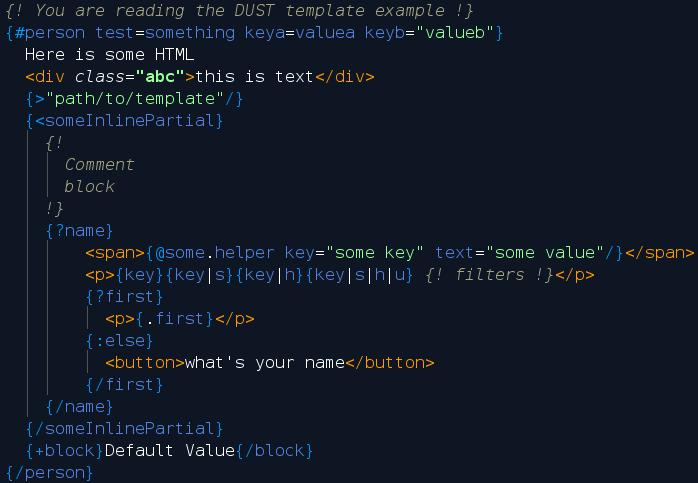 {! You are reading the DUST template example !}
{#person test=something keya=valuea keyb="valueb"}
  Here is some HTML
  <div class="abc">this is text</div>
  {>"path/to/template"/}
  {<someInlinePartial}
    {!
      Comment
      block
    !}
    {?name}
        <span>{@some.helper key="some key" text="some value"/}</span>
        <p>{key}{key|s}{key|h}{key|s|h|u} {! filters !}</p>
        {?first}
          <p>{.first}</p>
        {:else}
          <button>what's your name</button>
        {/first}
    {/name}
  {/someInlinePartial}
  {+block}Default Value{/block}
{/person}